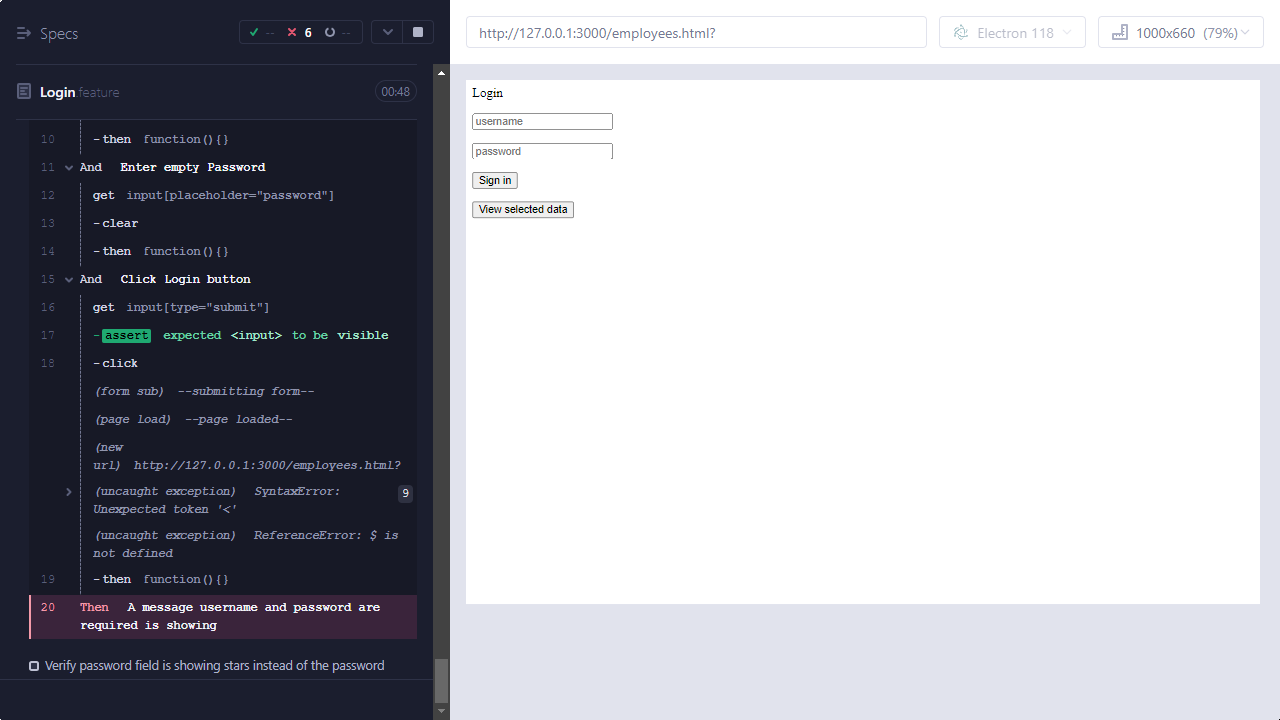 Specs
-- 6 --
Login.feature
00:48
10 -then function(){}
11 And Enter empty Password
12 get input[placeholder="password"]
13 -clear
14 -then function(){}
15 And Click Login button
16 get input[type="submit"]
17 -assert expected <input> to be visible
18 -click
(form sub) --submitting form--
(page load) --page loaded--
(new
url) http://127.0.0.1:3000/employees.html?
(uncaught exception) SyntaxError: 9
Unexpected token '<'
(uncaught exception) ReferenceError: $ is
not defined
19 -then function(){}
20 Then A message username and password are
required is showing
Verify password field is showing stars instead of the password
http://127.0.0.1:3000/employees.html?
Electron 118
1000x660 (79%)
Login
username
password
Sign in
View selected data